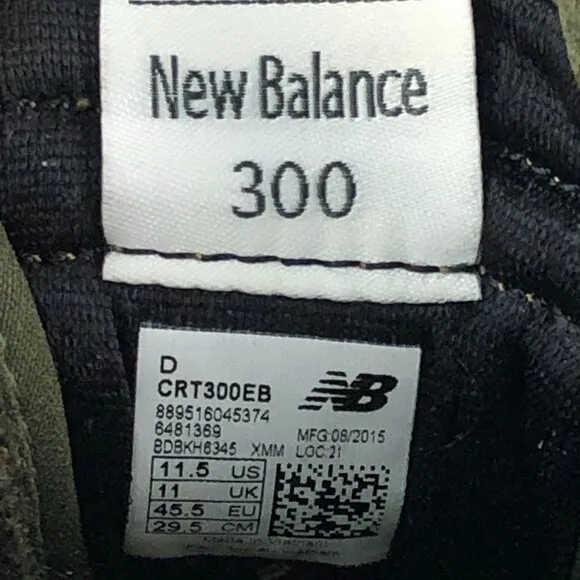 New Balance
300
D
CRT300EB
NB
889516045374
6481369 MFG:08/2015
BDBKH6345 XMM LOC:21
11.5 US
11 UK
45.5 EU
29.5 CM